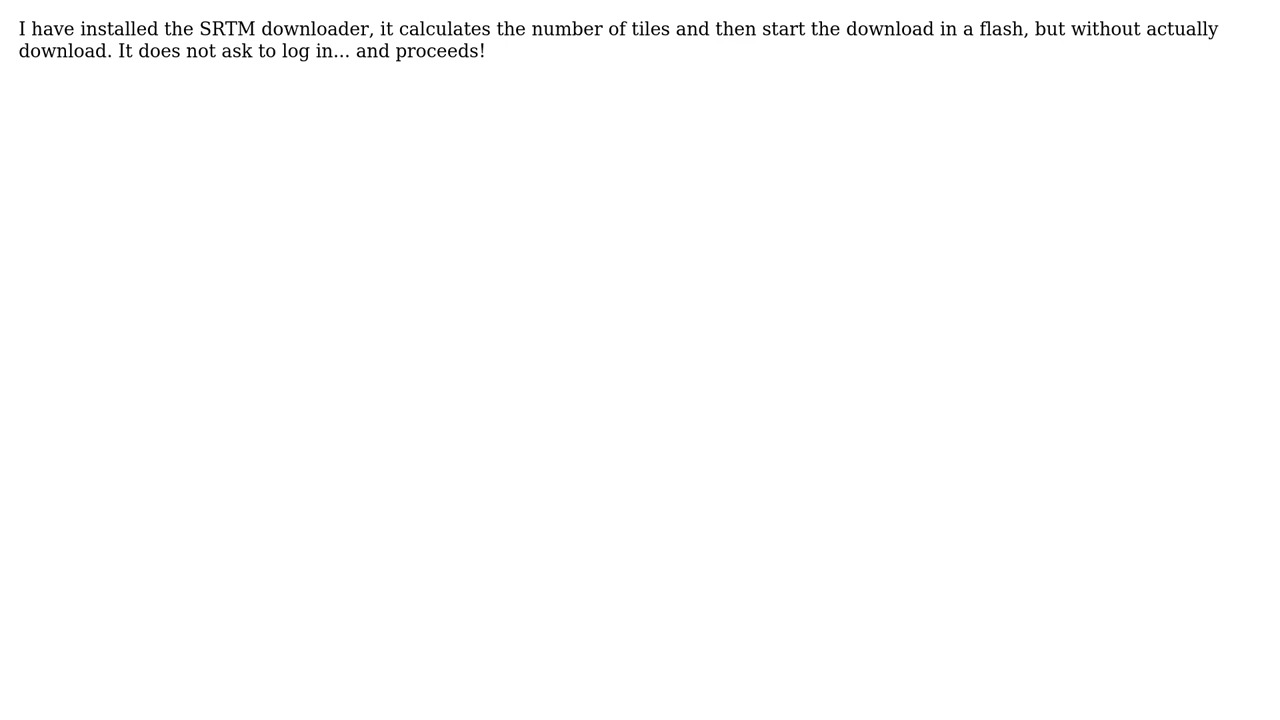 I have installed the SRTM downloader, it calculates the number of tiles and then start the download in a flash, but without actually
download. It does not ask to log in... and proceeds!